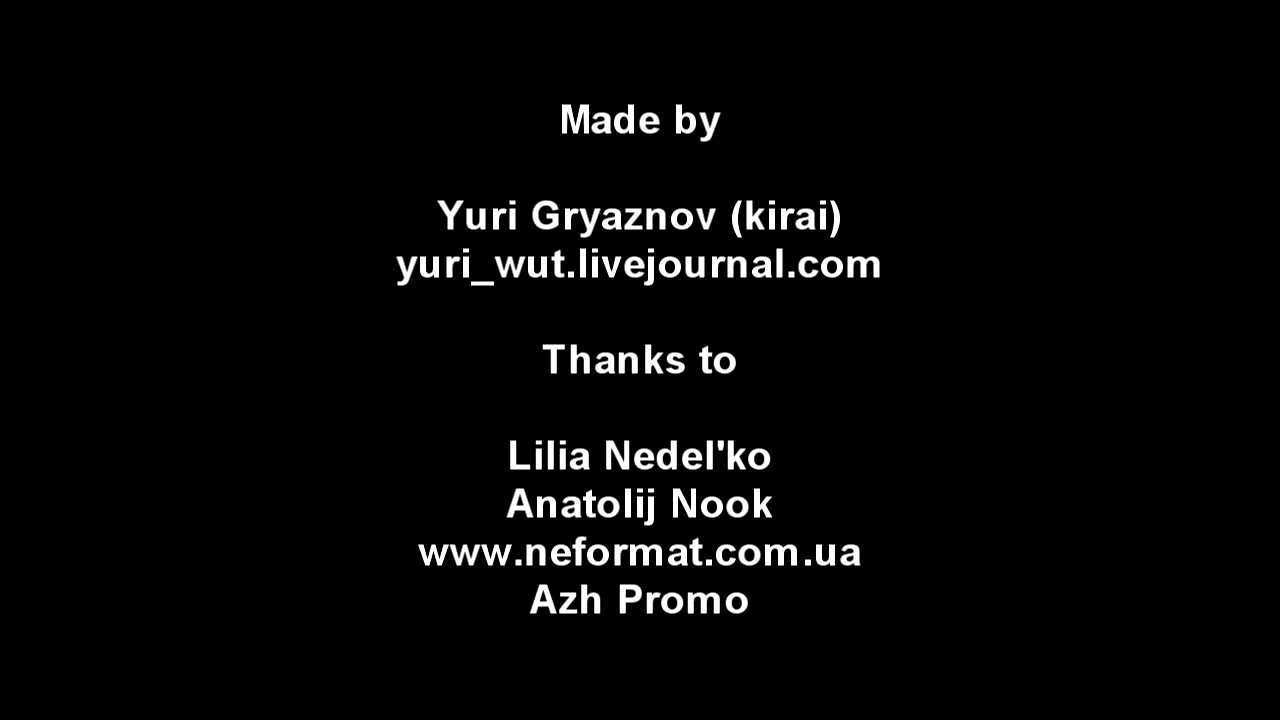 Made by
Yuri Gryaznov (kirai)
yuri_wut.livejournal.com
Thanks to
Lilia Nedel'ko
Anatolij Nook
www.neformat.com.ua
Azh Promo